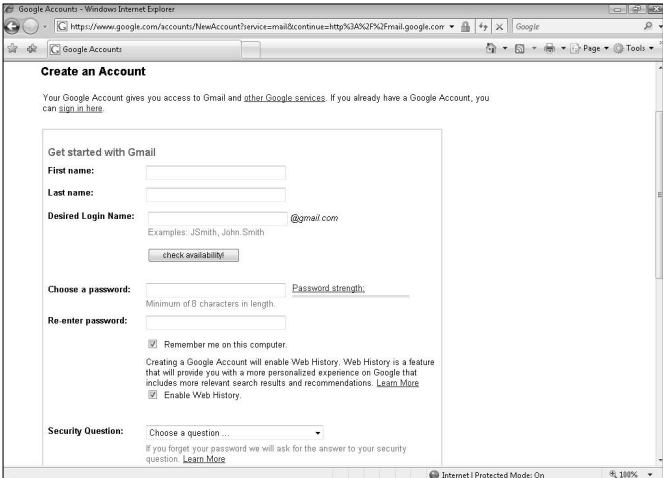 Google Accounts - Windows Internet Explorer
https://www.google.com/accounts/NewAccount?service=mail&continue=http%3A%2F%2Fmail.google.com
Google
Google Accounts
Page
Tools
Create an Account
Your Google Account gives you access to Gmail and other Google services. If you already have a Google Account, you
can sign in here.
Get started with Gmail
First name:
Last name:
Desired Login Name:
@gmail.com
Examples: JSmith, John.Smith
check availability!
Choose a password:
Password strength:
Minimum of 8 characters in length.
Re-enter password:
Remember me on this computer.
Creating a Google Account will enable Web History. Web History is a feature
that will provide you with a more personalized experience on Google that
includes more relevant search results and recommendations. Learn More
Enable Web History.
Security Question:
Choose a question ...
If you forget your password we will ask for the answer to your security
question. Learn More
Internet | Protected Mode: On
100%